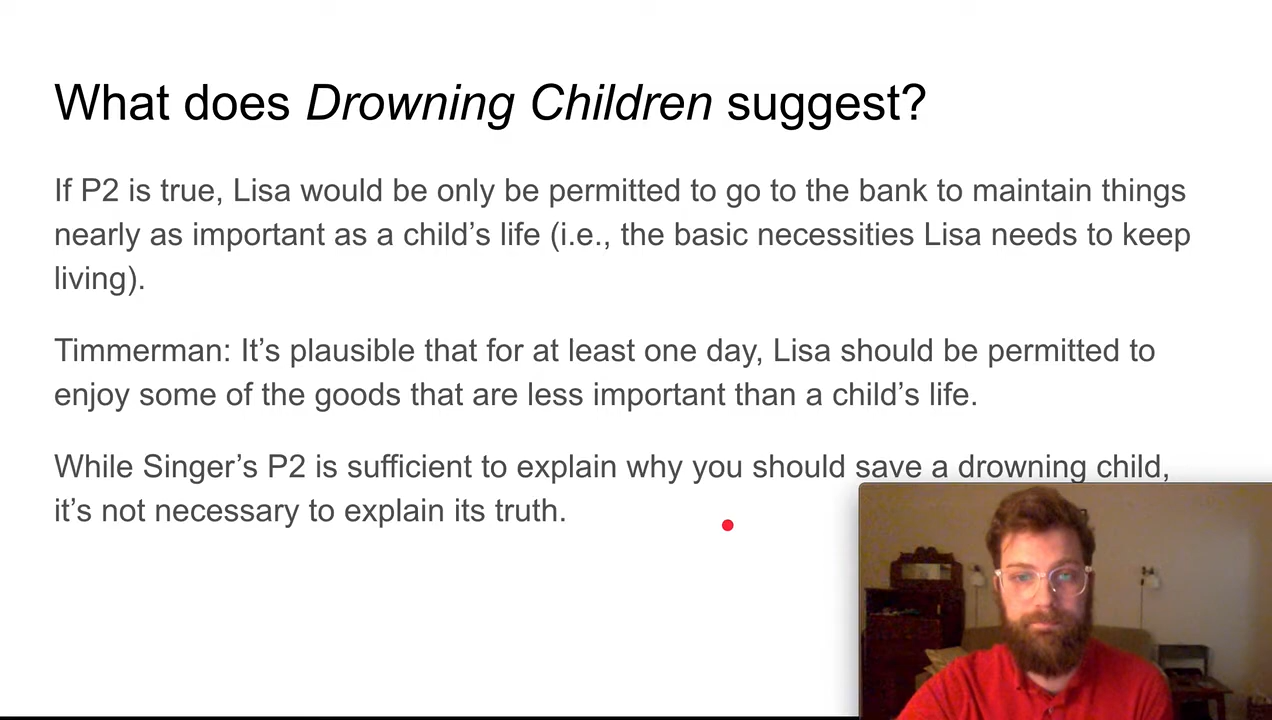 What does Drowning Children suggest?
If P2 is true, Lisa would be only be permitted to go to the bank to maintain things
nearly as important as a child’s life (i.e., the basic necessities Lisa needs to keep
living).
Timmerman: It’s plausible that for at least one day, Lisa should be permitted to
enjoy some of the goods that are less important than a child’s life.
While Singer’s P2 is sufficient to explain why you should save a drowning child,
it’s not necessary to explain its truth.